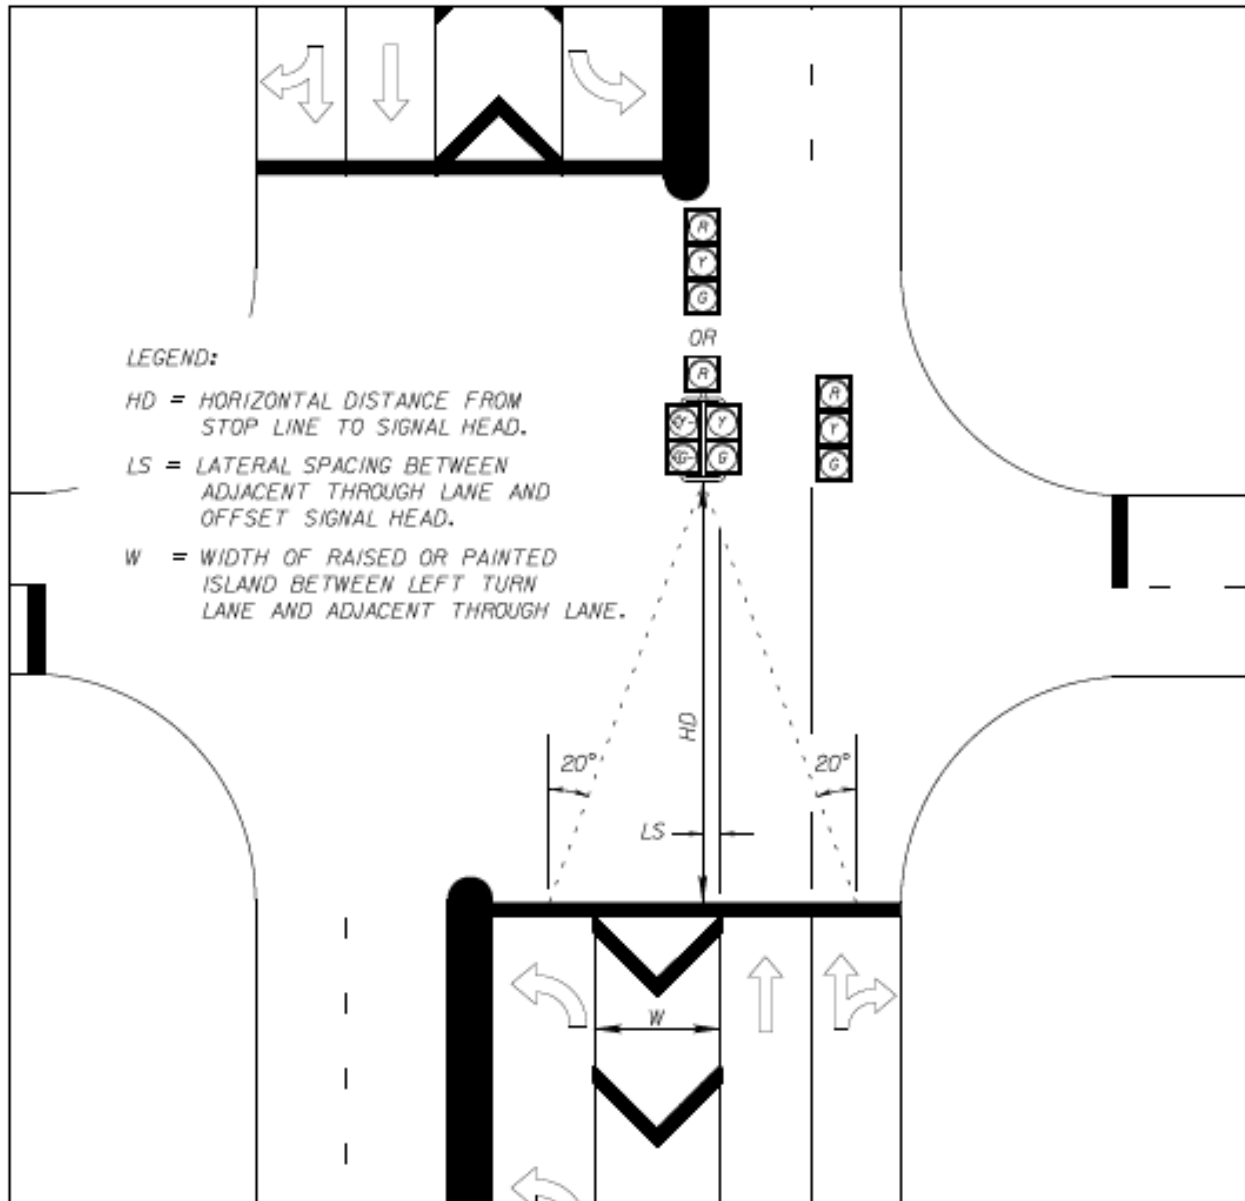 R
Y
G
OR
R
Y
G
R
Y
G
LEGEND:
HD = HORIZONTAL DISTANCE FROM
STOP LINE TO SIGNAL HEAD.
LS = LATERAL SPACING BETWEEN
ADJACENT THROUGH LANE AND
OFFSET SIGNAL HEAD.
W = WIDTH OF RAISED OR PAINTED
ISLAND BETWEEN LEFT TURN
LANE AND ADJACENT THROUGH LANE.
HD
20°
20°
LS
W